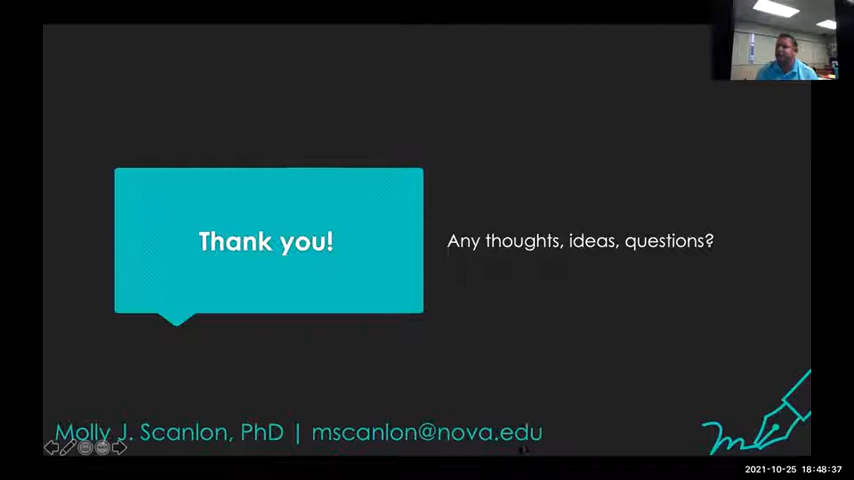 Thank you!
Any thoughts, ideas, questions?
Molly J. Scanlon, PhD | mscanlon@nova.edu
m
2021-10-25 18:48:37